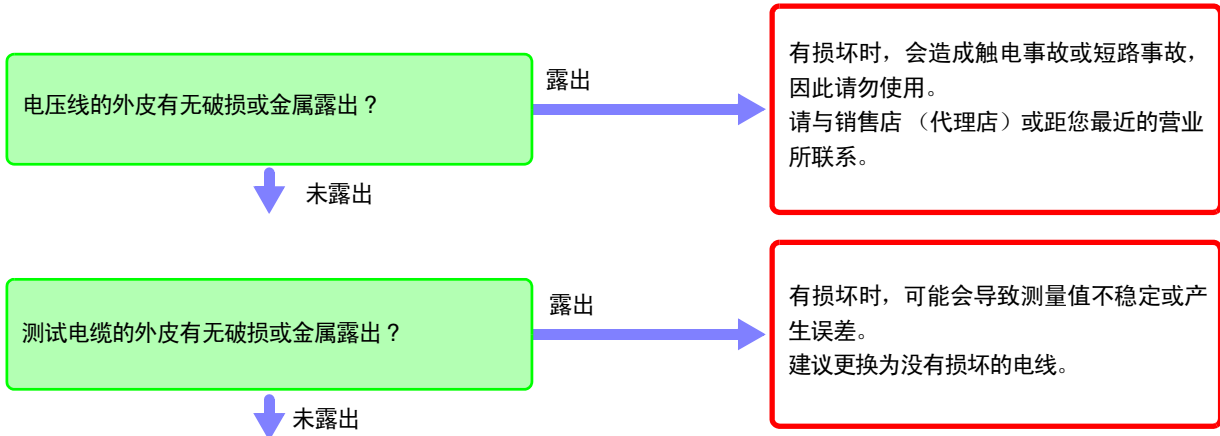 电压线的外皮有无破损或金属露出？
露出
有损坏时，会造成触电事故或短路事故，
因此请勿使用。
请与销售店 （代理店）或距您最近的营业
所联系。
未露出
测试电缆的外皮有无破损或金属露出？
露出
有损坏时，可能会导致测量值不稳定或产
生误差。
建议更换为没有损坏的电线。
未露出